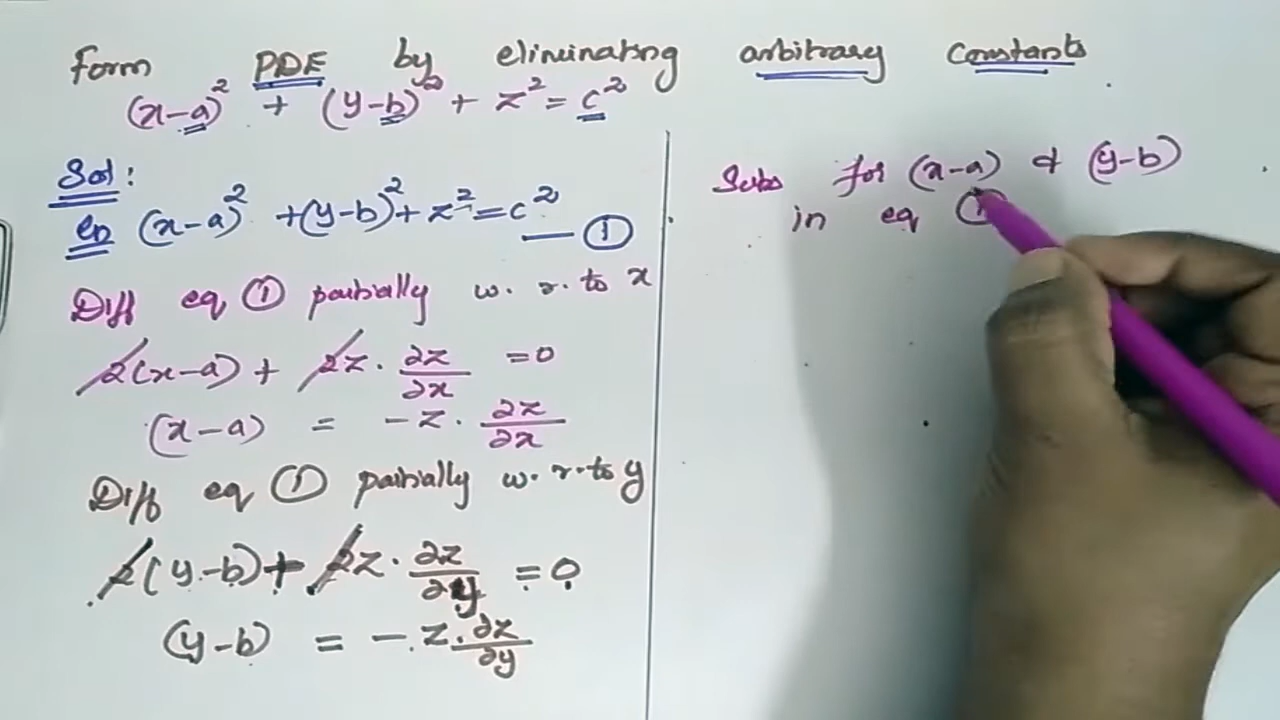 Form PDE by eliminating arbitrary constants
(x-a)² + (y-b)² + z² = c²
Sol:
Gn (x-a)² + (y-b)² + z² = c² — ①
Diff eq ① partially w.r.to x
2(x-a) + 2z · ∂z/∂x = 0
(x-a) = -z · ∂z/∂x
Diff eq ① partially w.r.to y
2(y-b) + 2z · ∂z/∂y = 0
(y-b) = -z · ∂z/∂y
Subs for (x-a) & (y-b)
in eq